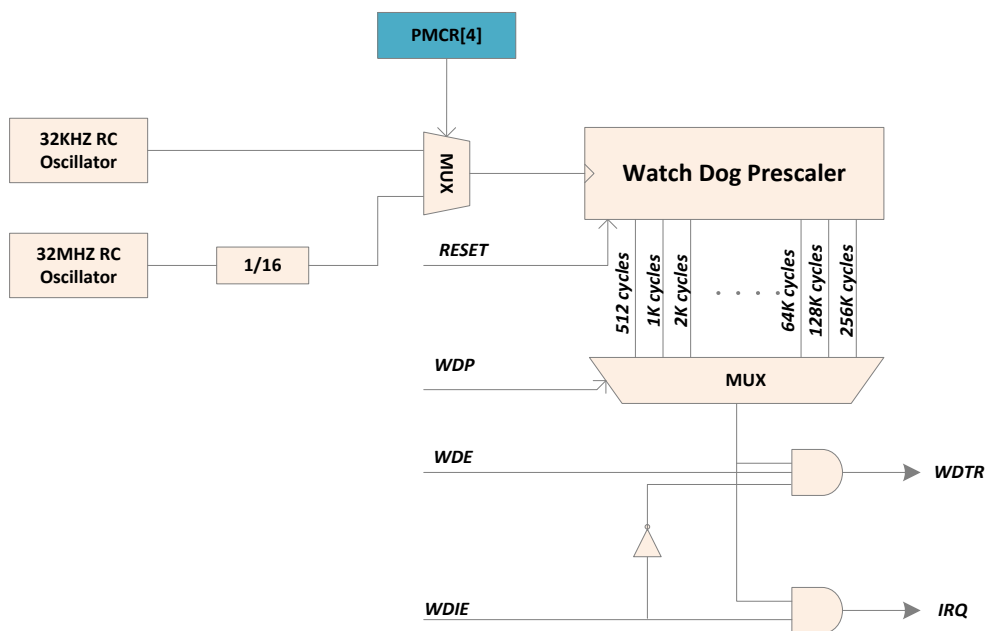 PMCR[4]
32KHZ RC
Oscillator
MUX
Watch Dog Prescaler
32MHZ RC
Oscillator
1/16
RESET
512 cycles
1K cycles
2K cycles
. . . . .
64K cycles
128K cycles
256K cycles
WDP
MUX
WDE
WDTR
WDIE
IRQ